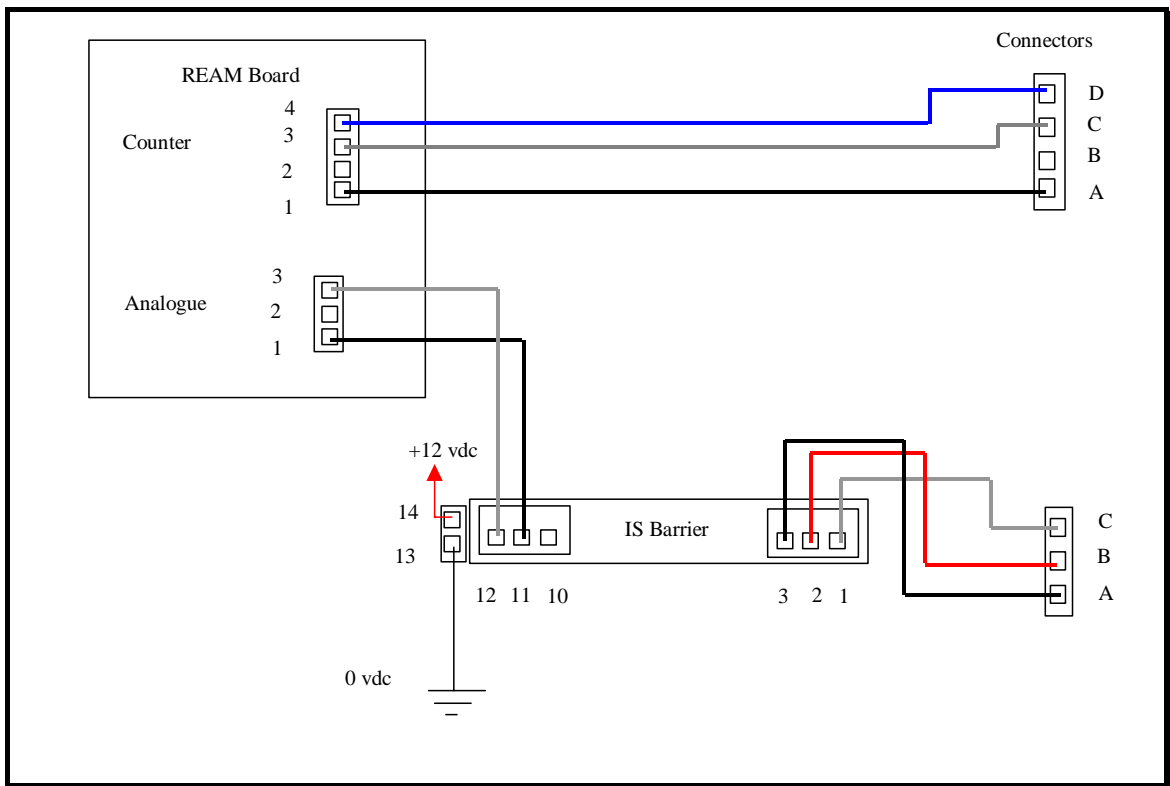 Connectors
REAM Board
Counter
4
3
2
1
D
C
B
A
Analogue
3
2
1
+12 vdc
14
13
IS Barrier
12 11 10
3 2 1
C
B
A
0 vdc